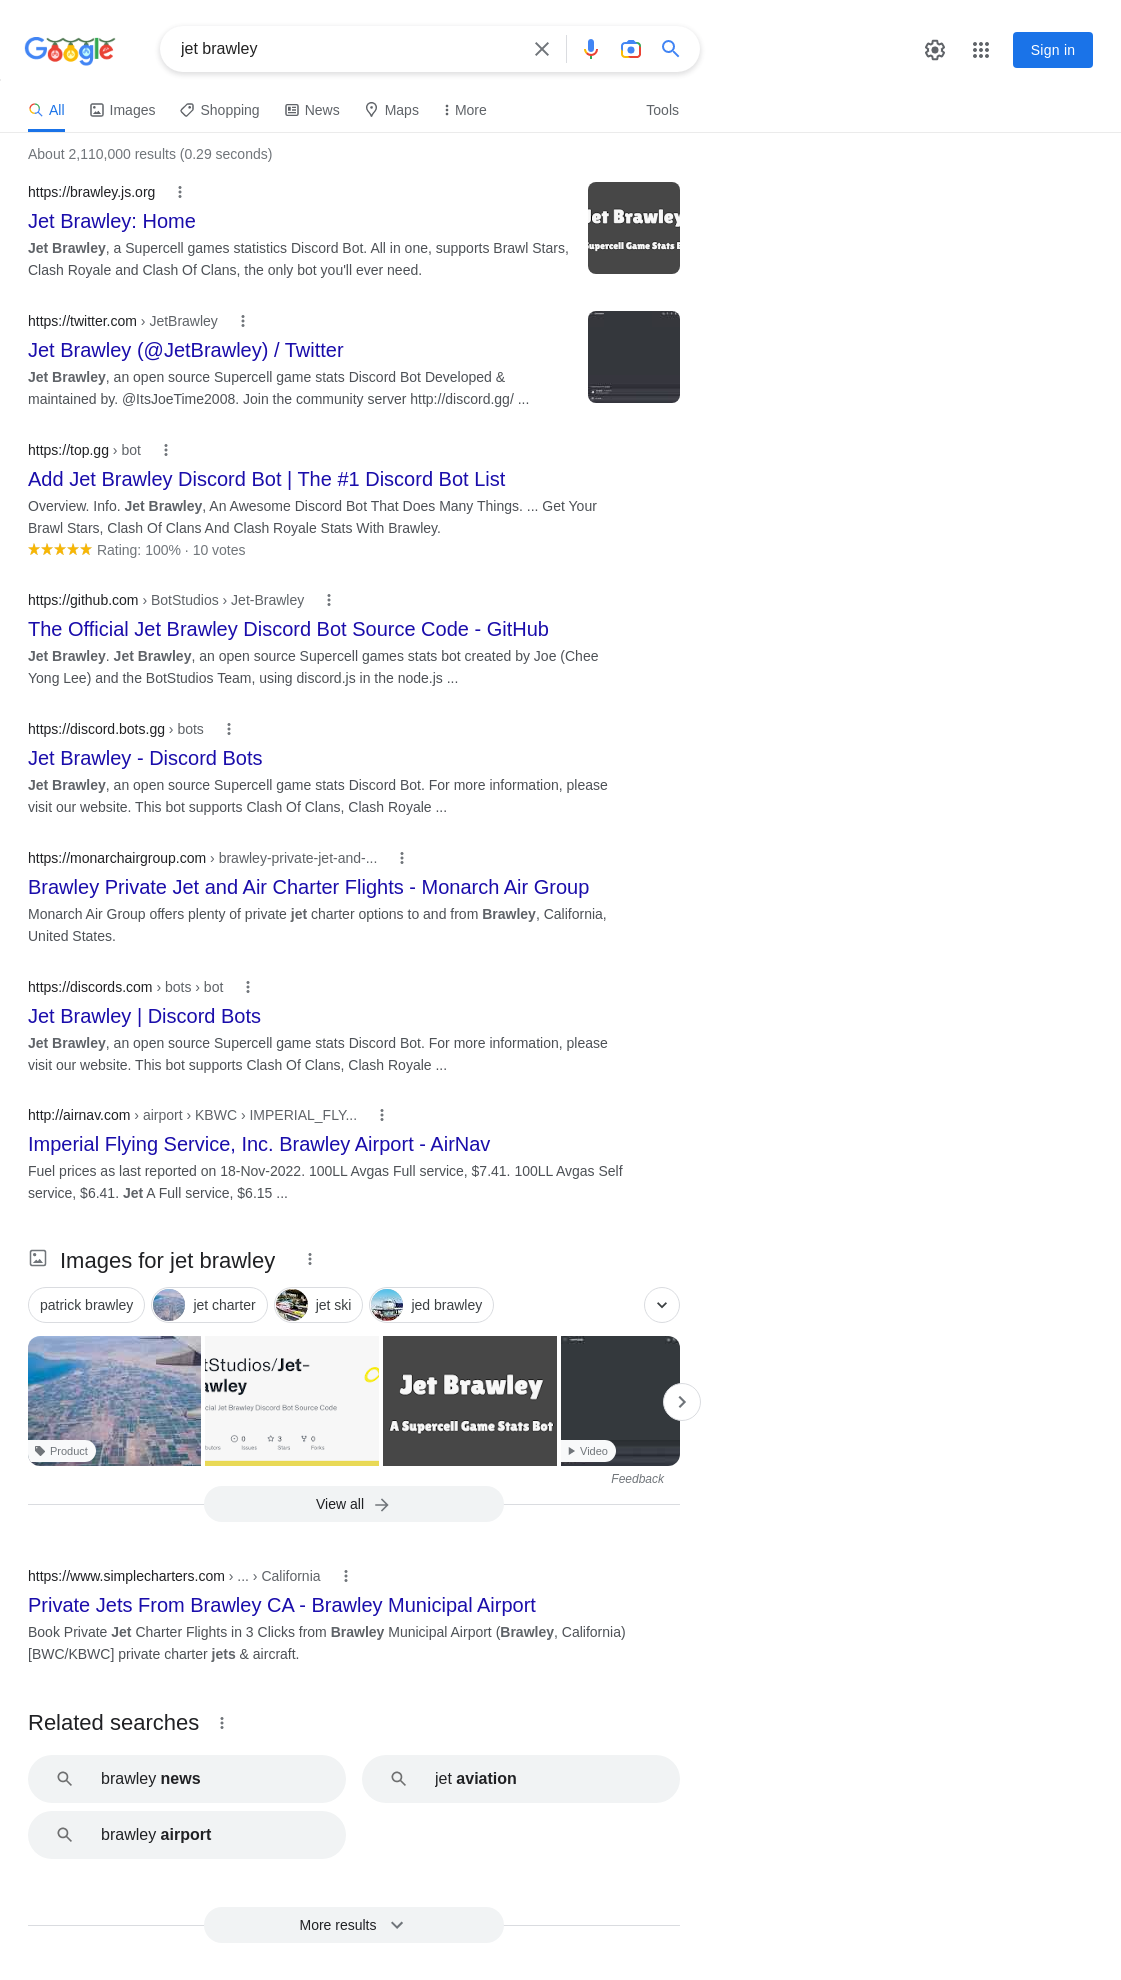 Google
jet brawley
Sign in
All
Images
Shopping
News
Maps
More
Tools
About 2,110,000 results (0.29 seconds)
https://brawley.js.org
Jet Brawley: Home
Jet Brawley, a Supercell games statistics Discord Bot. All in one, supports Brawl Stars,
Clash Royale and Clash Of Clans, the only bot you'll ever need.
Jet Brawley
Supercell Game Stats B
https://twitter.com › JetBrawley
Jet Brawley (@JetBrawley) / Twitter
Jet Brawley, an open source Supercell game stats Discord Bot Developed &
maintained by. @ItsJoeTime2008. Join the community server http://discord.gg/ ...
https://top.gg › bot
Add Jet Brawley Discord Bot | The #1 Discord Bot List
Overview. Info. Jet Brawley, An Awesome Discord Bot That Does Many Things. ... Get Your
Brawl Stars, Clash Of Clans And Clash Royale Stats With Brawley.
Rating: 100% · 10 votes
https://github.com › BotStudios › Jet-Brawley
The Official Jet Brawley Discord Bot Source Code - GitHub
Jet Brawley. Jet Brawley, an open source Supercell games stats bot created by Joe (Chee
Yong Lee) and the BotStudios Team, using discord.js in the node.js ...
https://discord.bots.gg › bots
Jet Brawley - Discord Bots
Jet Brawley, an open source Supercell game stats Discord Bot. For more information, please
visit our website. This bot supports Clash Of Clans, Clash Royale ...
https://monarchairgroup.com › brawley-private-jet-and-...
Brawley Private Jet and Air Charter Flights - Monarch Air Group
Monarch Air Group offers plenty of private jet charter options to and from Brawley, California,
United States.
https://discords.com › bots › bot
Jet Brawley | Discord Bots
Jet Brawley, an open source Supercell game stats Discord Bot. For more information, please
visit our website. This bot supports Clash Of Clans, Clash Royale ...
http://airnav.com › airport › KBWC › IMPERIAL_FLY...
Imperial Flying Service, Inc. Brawley Airport - AirNav
Fuel prices as last reported on 18-Nov-2022. 100LL Avgas Full service, $7.41. 100LL Avgas Self
service, $6.41. Jet A Full service, $6.15 ...
Images for jet brawley
patrick brawley
jet charter
jet ski
jed brawley
Product
tStudios/Jet-
awley
cial Jet Brawley Discord Bot Source Code
0
3
0
Issues
Stars
Forks
Jet Brawley
A Supercell Game Stats Bot
Video
Feedback
View all
https://www.simplecharters.com › ... › California
Private Jets From Brawley CA - Brawley Municipal Airport
Book Private Jet Charter Flights in 3 Clicks from Brawley Municipal Airport (Brawley, California)
[BWC/KBWC] private charter jets & aircraft.
Related searches
brawley news
jet aviation
brawley airport
More results